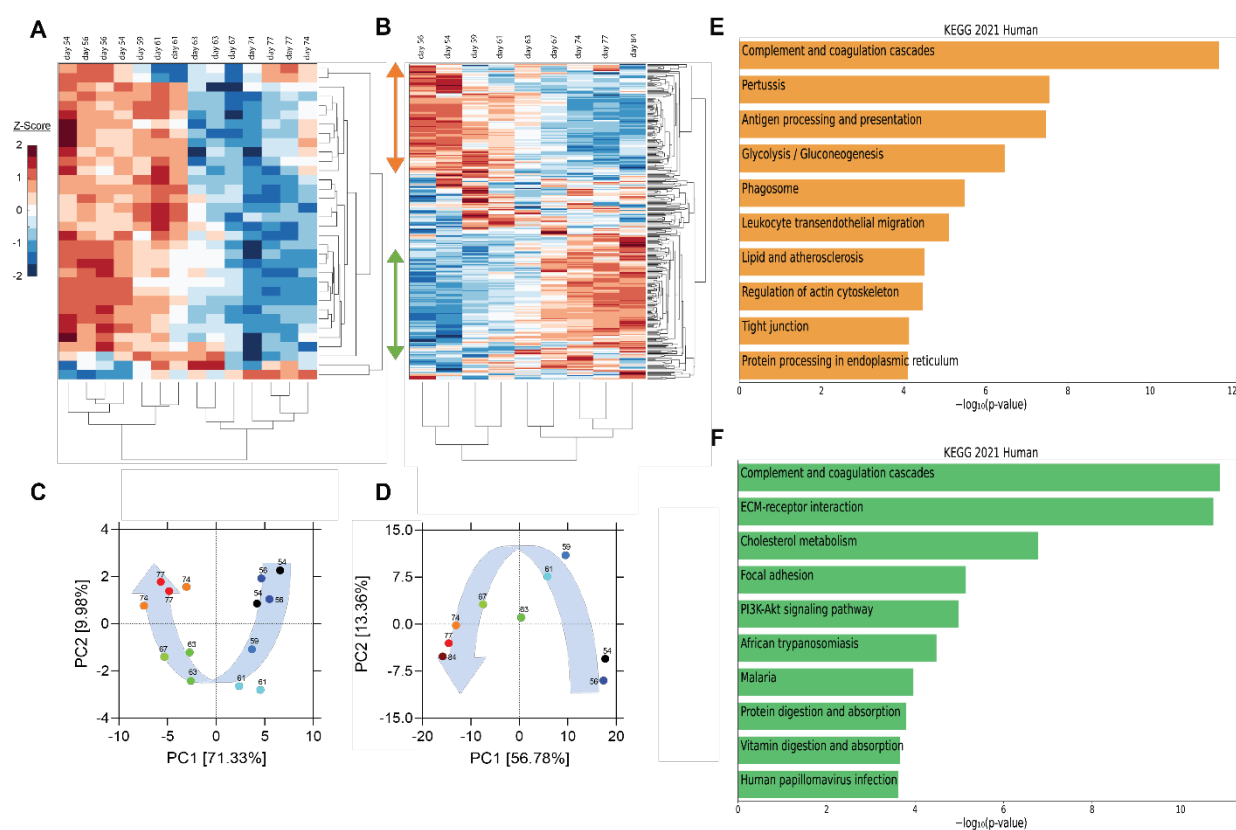 A
day 54 day 56 day 56 day 54 day 59 day 61 day 61 day 63 day 63 day 67 day 74 day 77 day 77 day 74
Z-Score
2
1
0
-1
-2
B
day 56 day 54 day 59 day 61 day 63 day 67 day 74 day 77 day 84
C
4
2
0
-2
-4
PC2 [9.98%]
77
74
77
74
67
63
63
56
54
54
56
59
61
61
-10 -5 0 5 10
PC1 [71.33%]
D
15.0
7.5
0.0
-7.5
-15.0
PC2 [13.36%]
59
61
67
63
74
77
84
54
56
-20 -10 0 10 20
PC1 [56.78%]
E
KEGG 2021 Human
Complement and coagulation cascades
Pertussis
Antigen processing and presentation
Glycolysis / Gluconeogenesis
Phagosome
Leukocyte transendothelial migration
Lipid and atherosclerosis
Regulation of actin cytoskeleton
Tight junction
Protein processing in endoplasmic reticulum
0 2 4 6 8 10 12
−log₁₀(p-value)
F
KEGG 2021 Human
Complement and coagulation cascades
ECM-receptor interaction
Cholesterol metabolism
Focal adhesion
PI3K-Akt signaling pathway
African trypanosomiasis
Malaria
Protein digestion and absorption
Vitamin digestion and absorption
Human papillomavirus infection
0 2 4 6 8 10
−log₁₀(p-value)